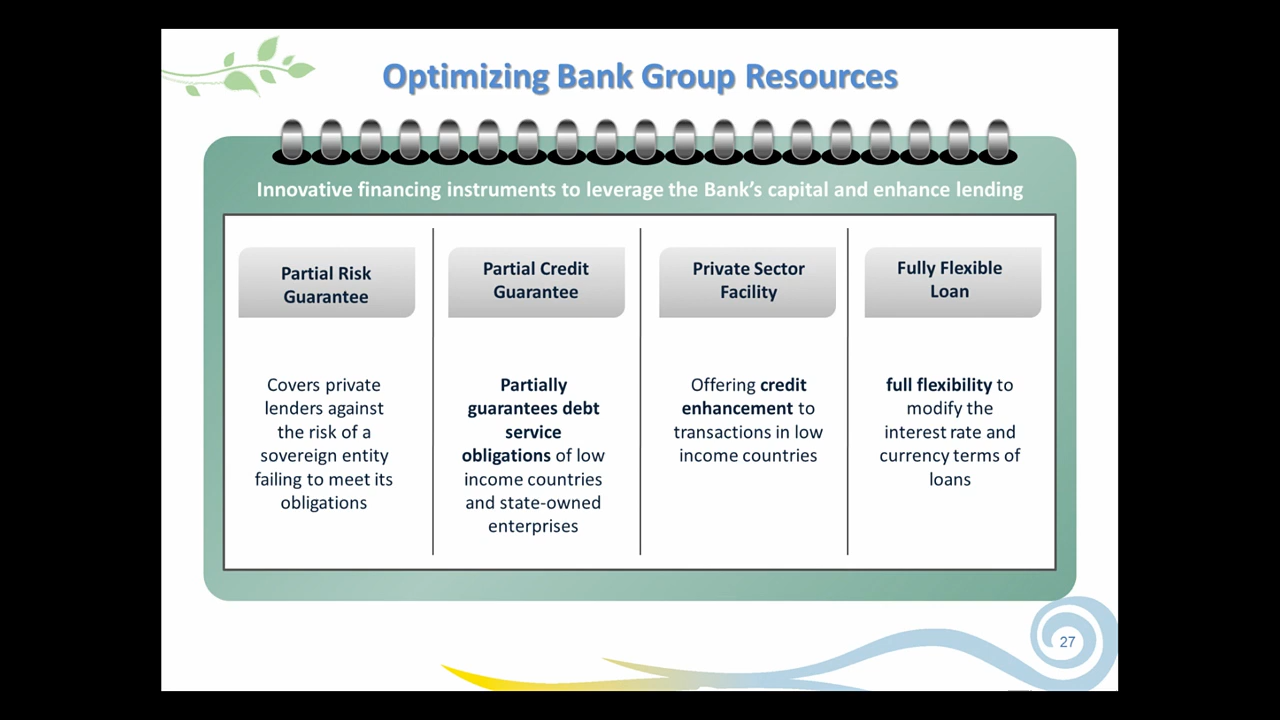 Optimizing Bank Group Resources
Innovative financing instruments to leverage the Bank's capital and enhance lending
Partial Risk
Guarantee
Covers private
lenders against
the risk of a
sovereign entity
failing to meet its
obligations
Partial Credit
Guarantee
Partially
guarantees debt
service
obligations of low
income countries
and state-owned
enterprises
Private Sector
Facility
Offering credit
enhancement to
transactions in low
income countries
Fully Flexible
Loan
full flexibility to
modify the
interest rate and
currency terms of
loans
27